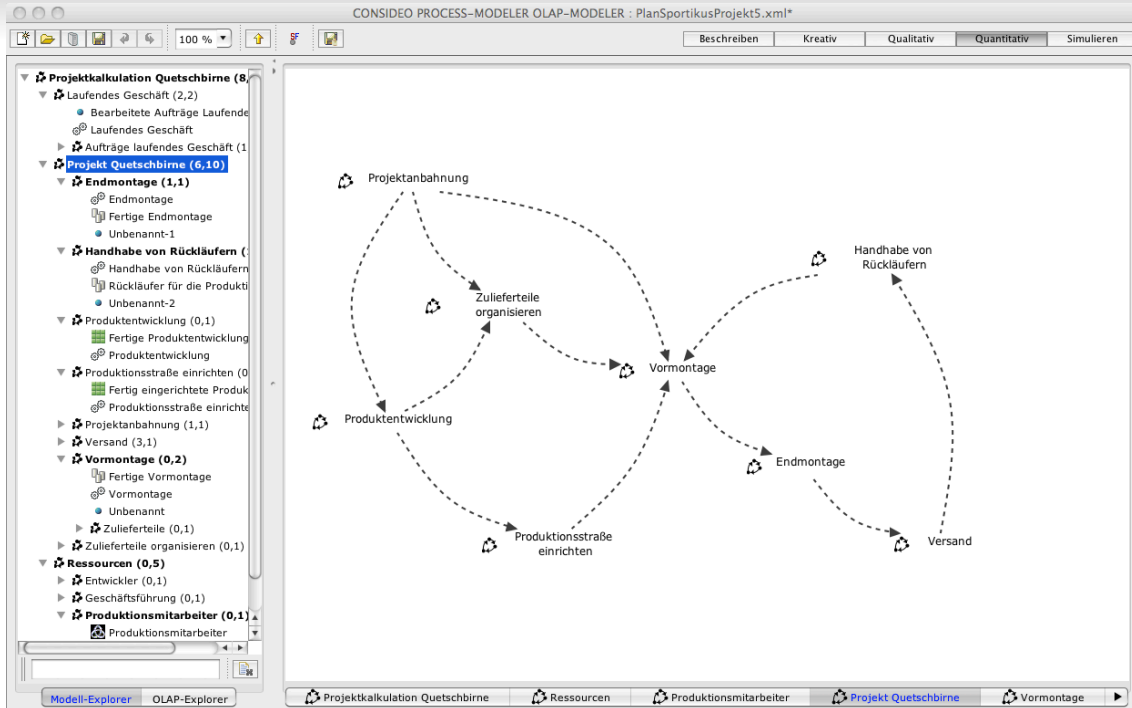 CONSIDEO PROCESS-MODELER OLAP-MODELER : PlanSportikusProjekt5.xml*
100 %
Beschreiben
Kreativ
Qualitativ
Quantitativ
Simulieren
Projektkalkulation Quetschbirne (8,
Laufendes Geschäft (2,2)
Bearbeitete Aufträge Laufende
Laufendes Geschäft
Aufträge laufendes Geschäft (1
Projekt Quetschbirne (6,10)
Endmontage (1,1)
Endmontage
Fertige Endmontage
Unbenannt-1
Handhabe von Rückläufern (
Handhabe von Rückläufern
Rückläufer für die Produkti
Unbenannt-2
Produktentwicklung (0,1)
Fertige Produktentwicklung
Produktentwicklung
Produktionsstraße einrichten (0
Fertig eingerichtete Produk
Produktionsstraße einrichte
Projektanbahnung (1,1)
Versand (3,1)
Vormontage (0,2)
Fertige Vormontage
Vormontage
Unbenannt
Zulieferteile (0,1)
Zulieferteile organisieren (0,1)
Ressourcen (0,5)
Entwickler (0,1)
Geschäftsführung (0,1)
Produktionsmitarbeiter (0,1)
Produktionsmitarbeiter
Modell-Explorer
OLAP-Explorer
Projektanbahnung
Handhabe von
Rückläufern
Zulieferteile
organisieren
Vormontage
Produktentwicklung
Endmontage
Produktionsstraße
einrichten
Versand
Projektkalkulation Quetschbirne
Ressourcen
Produktionsmitarbeiter
Projekt Quetschbirne
Vormontage